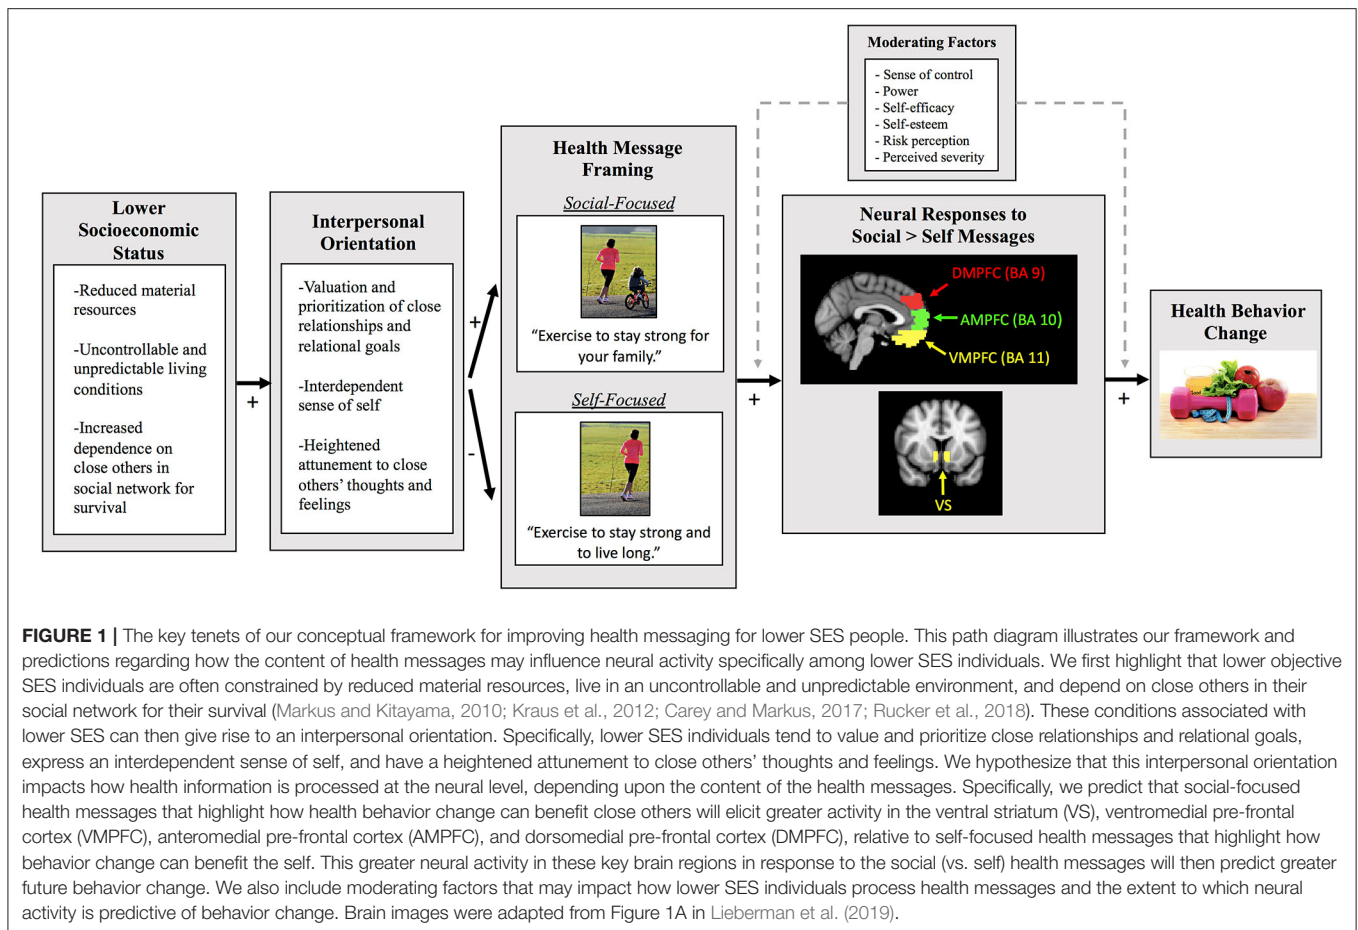 Moderating Factors
- Sense of control
- Power
- Self-efficacy
- Self-esteem
- Risk perception
- Perceived severity
Lower
Socioeconomic
Status
-Reduced material
resources
-Uncontrollable and
unpredictable living
conditions
-Increased
dependence on
close others in
social network for
survival
+
Interpersonal
Orientation
-Valuation and
prioritization of close
relationships and
relational goals
-Interdependent
sense of self
-Heightened
attunement to close
others’ thoughts and
feelings
+
-
Health Message
Framing
Social-Focused
“Exercise to stay strong for
your family.”
Self-Focused
“Exercise to stay strong and
to live long.”
+
Neural Responses to
Social > Self Messages
DMPFC (BA 9)
AMPFC (BA 10)
VMPFC (BA 11)
VS
+
Health Behavior
Change
FIGURE 1 | The key tenets of our conceptual framework for improving health messaging for lower SES people. This path diagram illustrates our framework and
predictions regarding how the content of health messages may influence neural activity specifically among lower SES individuals. We first highlight that lower objective
SES individuals are often constrained by reduced material resources, live in an uncontrollable and unpredictable environment, and depend on close others in their
social network for their survival (Markus and Kitayama, 2010; Kraus et al., 2012; Carey and Markus, 2017; Rucker et al., 2018). These conditions associated with
lower SES can then give rise to an interpersonal orientation. Specifically, lower SES individuals tend to value and prioritize close relationships and relational goals,
express an interdependent sense of self, and have a heightened attunement to close others’ thoughts and feelings. We hypothesize that this interpersonal orientation
impacts how health information is processed at the neural level, depending upon the content of the health messages. Specifically, we predict that social-focused
health messages that highlight how health behavior change can benefit close others will elicit greater activity in the ventral striatum (VS), ventromedial pre-frontal
cortex (VMPFC), anteromedial pre-frontal cortex (AMPFC), and dorsomedial pre-frontal cortex (DMPFC), relative to self-focused health messages that highlight how
behavior change can benefit the self. This greater neural activity in these key brain regions in response to the social (vs. self) health messages will then predict greater
future behavior change. We also include moderating factors that may impact how lower SES individuals process health messages and the extent to which neural
activity is predictive of behavior change. Brain images were adapted from Figure 1A in Lieberman et al. (2019).